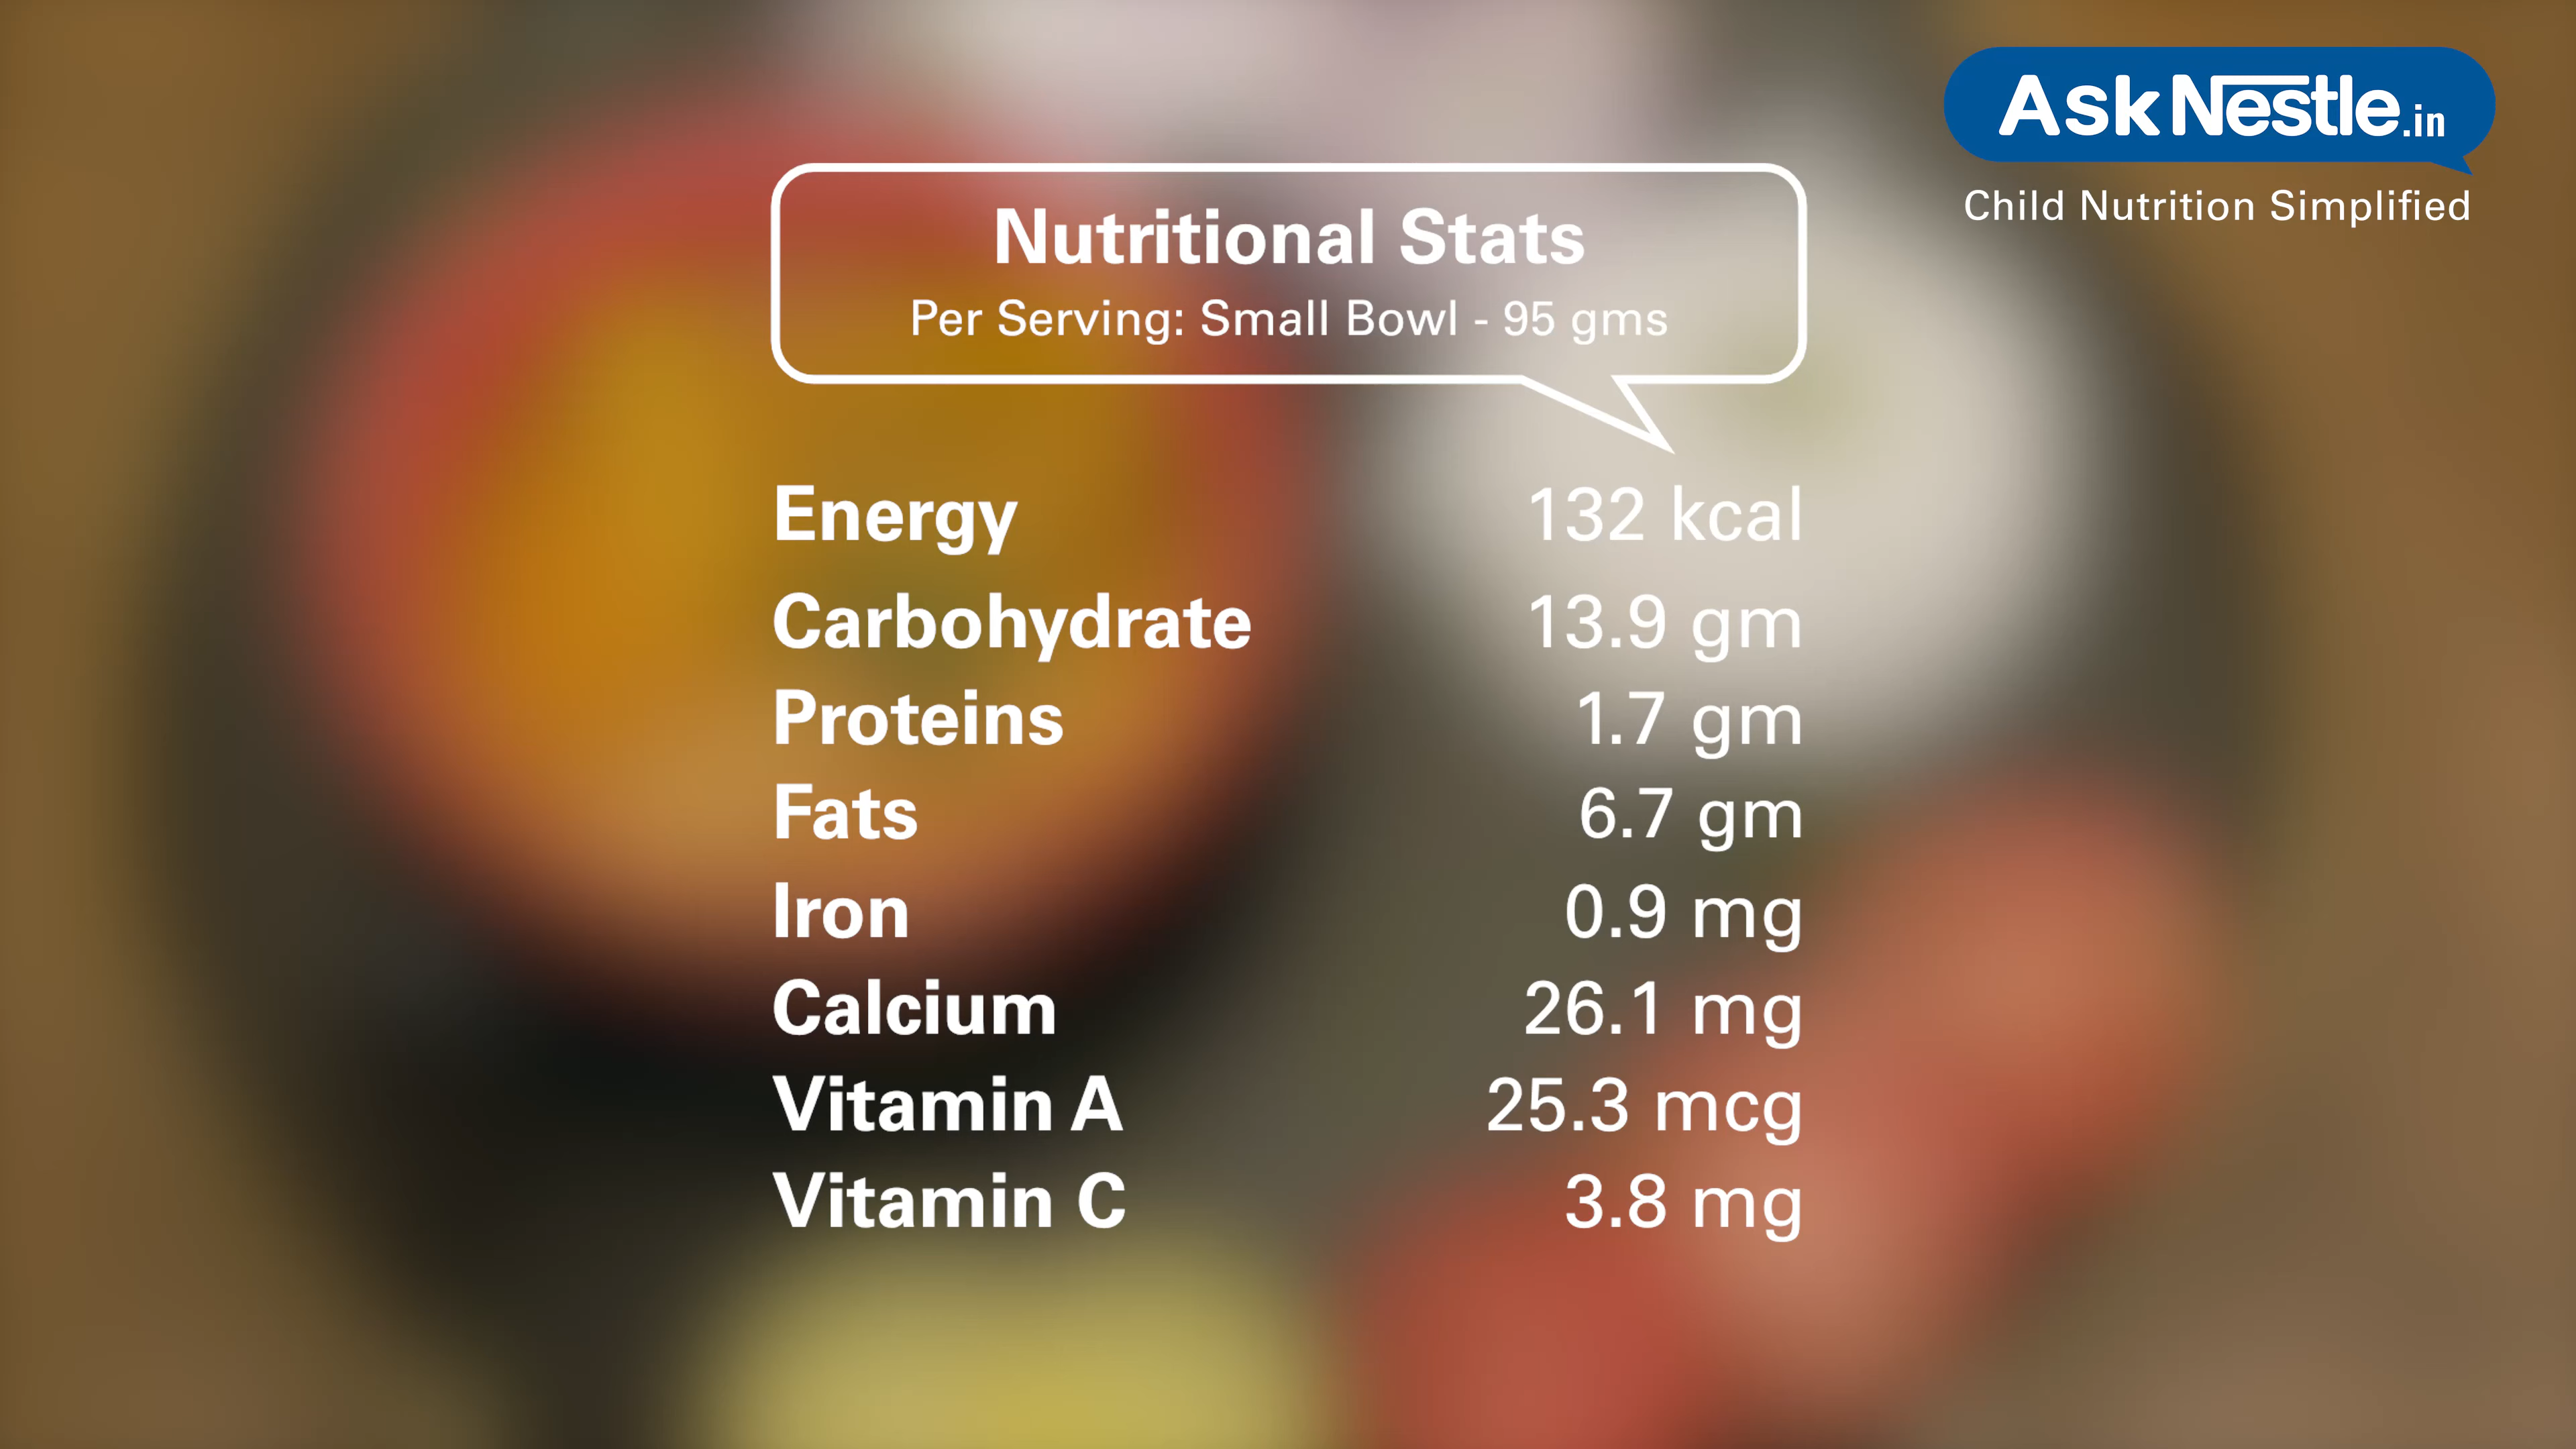 AskNestle.in
Child Nutrition Simplified
Nutritional Stats
Per Serving: Small Bowl - 95 gms
Energy 132 kcal
Carbohydrate 13.9 gm
Proteins 1.7 gm
Fats 6.7 gm
Iron 0.9 mg
Calcium 26.1 mg
Vitamin A 25.3 mcg
Vitamin C 3.8 mg